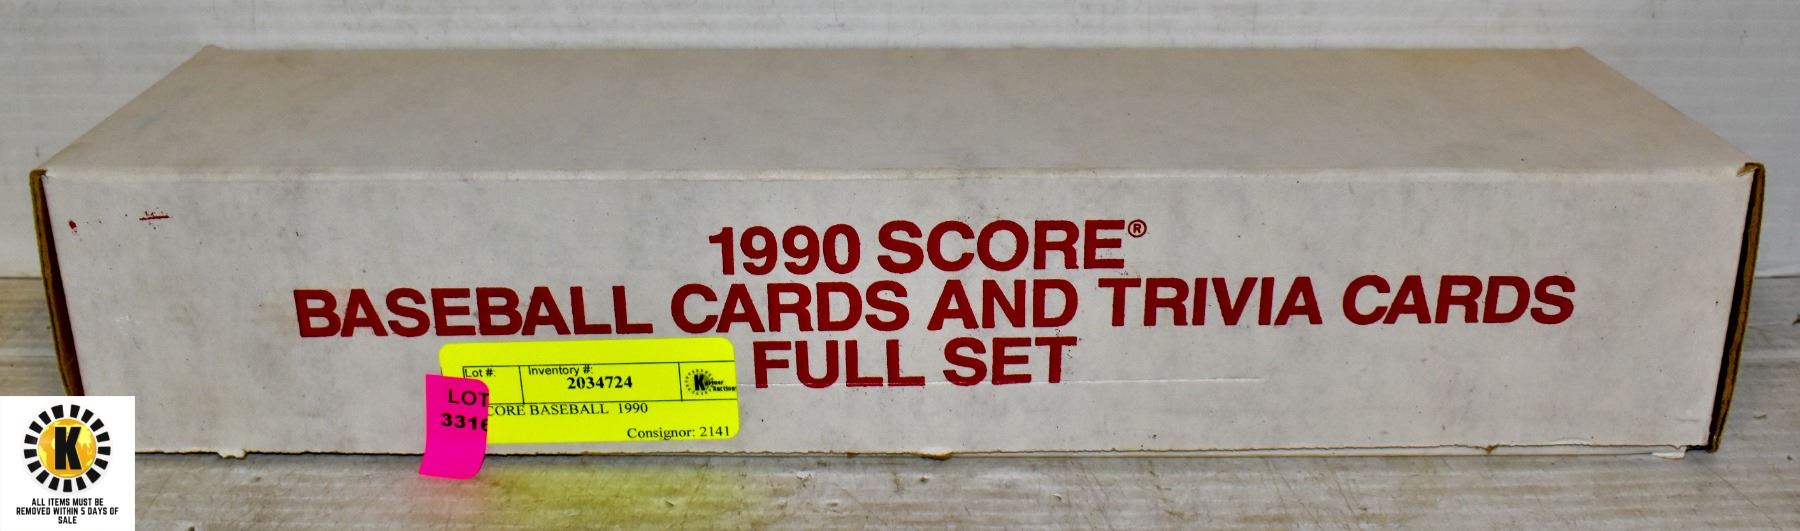 1990 SCORE®
BASEBALL CARDS AND TRIVIA CARDS
FULL SET
Lot #:
Inventory #:
2034724
K
CORE BASEBALL 1990
Consignor: 2141
LOT
3316
K
ALL ITEMS MUST BE
REMOVED WITHIN 5 DAYS OF
SALE